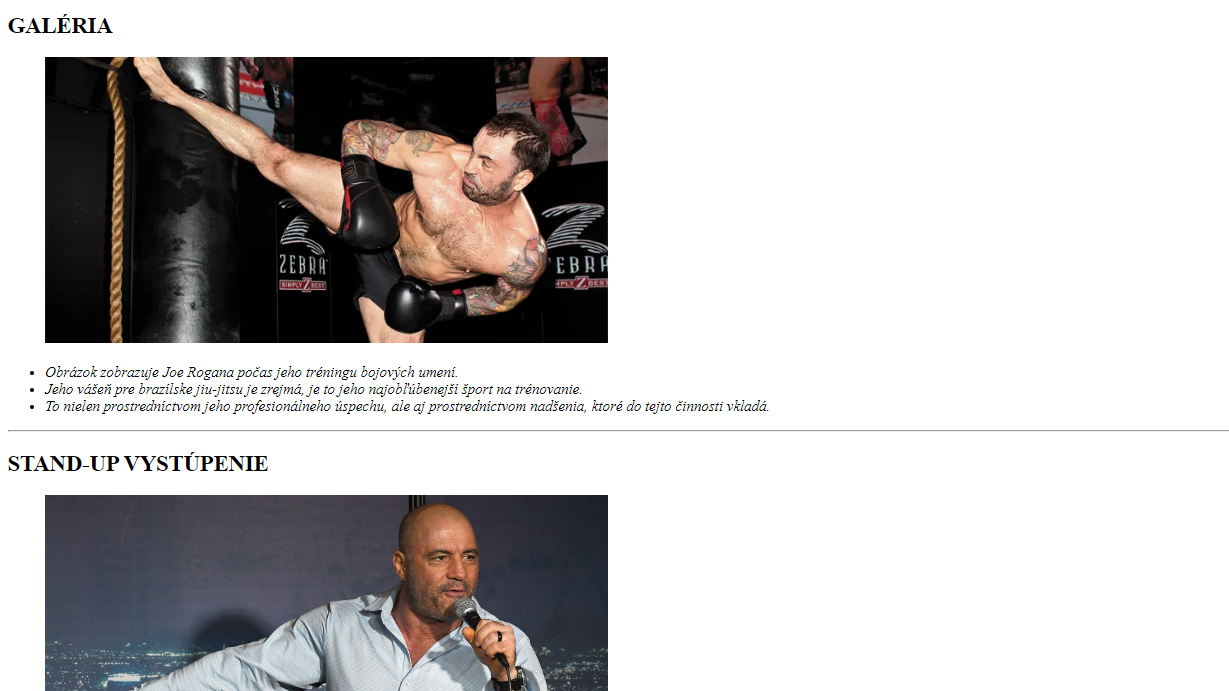 GALÉRIA
ZEBRA
SIMPLY Z BEST
ZEBRA
Obrázok zobrazuje Joe Rogana počas jeho tréningu bojových umení.
Jeho vášeň pre brazílske jiu-jitsu je zrejmá, je to jeho najobľúbenejší šport na trénovanie.
To nielen prostredníctvom jeho profesionálneho úspechu, ale aj prostredníctvom nadšenia, ktoré do tejto činnosti vkladá.
STAND-UP VYSTÚPENIE